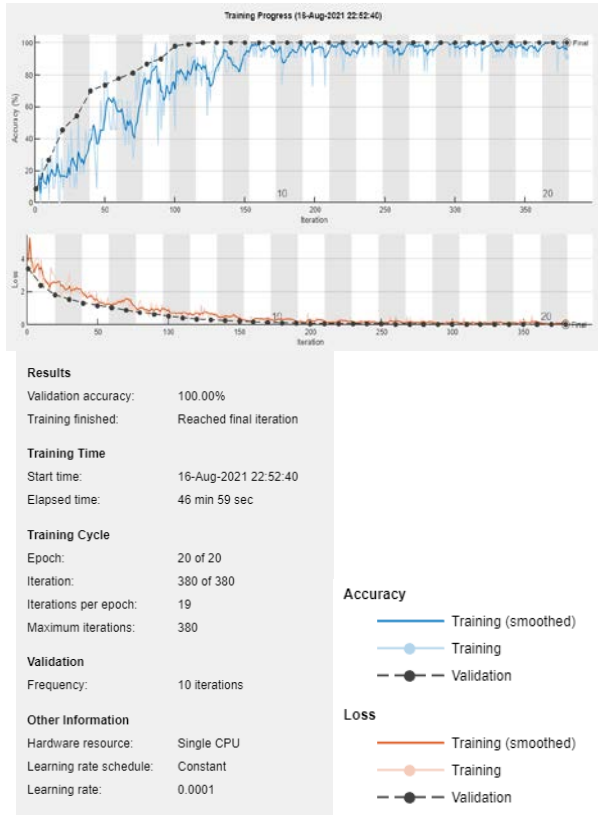 Training Progress (16-Aug-2021 22:52:40)
100
80
60
40
20
0
Accuracy (%)
Final
10
20
0 50 100 150 200 250 300 350
Iteration
4
2
0
Loss
10
20
Final
0 50 100 150 200 250 300 350
Iteration
Results
Validation accuracy: 100.00%
Training finished: Reached final iteration
Training Time
Start time: 16-Aug-2021 22:52:40
Elapsed time: 46 min 59 sec
Training Cycle
Epoch: 20 of 20
Iteration: 380 of 380
Iterations per epoch: 19
Maximum iterations: 380
Validation
Frequency: 10 iterations
Other Information
Hardware resource: Single CPU
Learning rate schedule: Constant
Learning rate: 0.0001
Accuracy
Training (smoothed)
Training
Validation
Loss
Training (smoothed)
Training
Validation